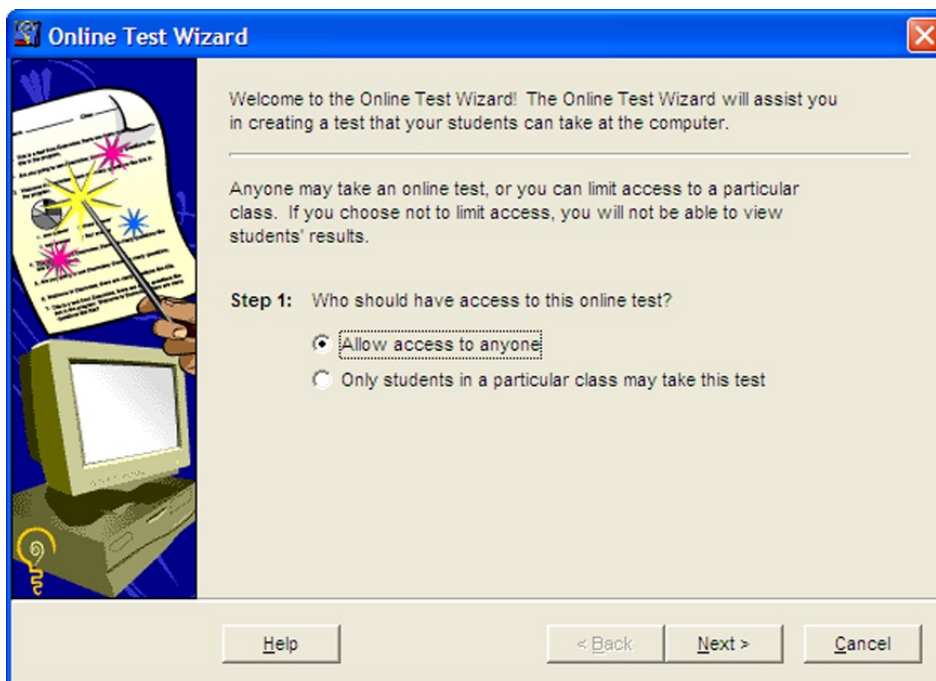 Online Test Wizard
Welcome to the Online Test Wizard! The Online Test Wizard will assist you
in creating a test that your students can take at the computer.
Anyone may take an online test, or you can limit access to a particular
class. If you choose not to limit access, you will not be able to view
students' results.
Step 1: Who should have access to this online test?
Allow access to anyone
Only students in a particular class may take this test
Help < Back Next > Cancel